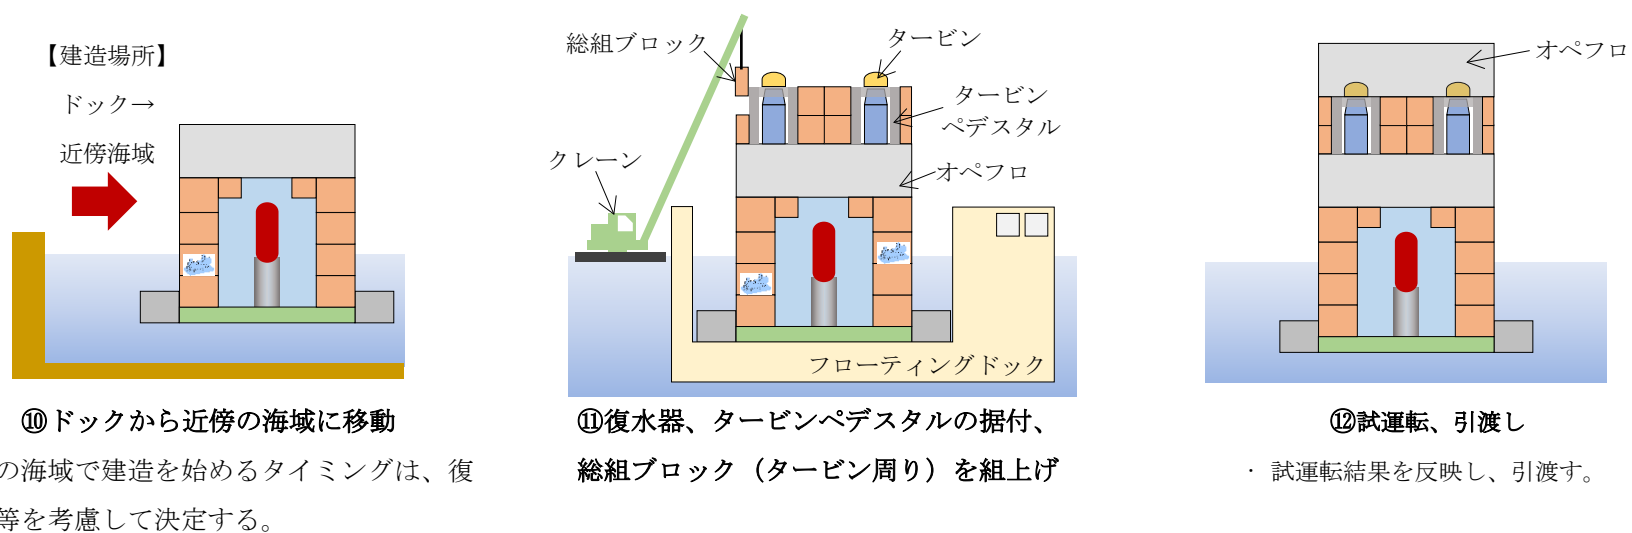 【建造場所】
ドック→
近傍海域
⑩ドックから近傍の海域に移動
の海域で建造を始めるタイミングは、復
等を考慮して決定する。
総組ブロック
タービン
タービン
ペデスタル
クレーン
オペフロ
フローティングドック
⑪復水器、タービンペデスタルの据付、
総組ブロック（タービン周り）を組上げ
オペフロ
⑫試運転、引渡し
・試運転結果を反映し、引渡す。